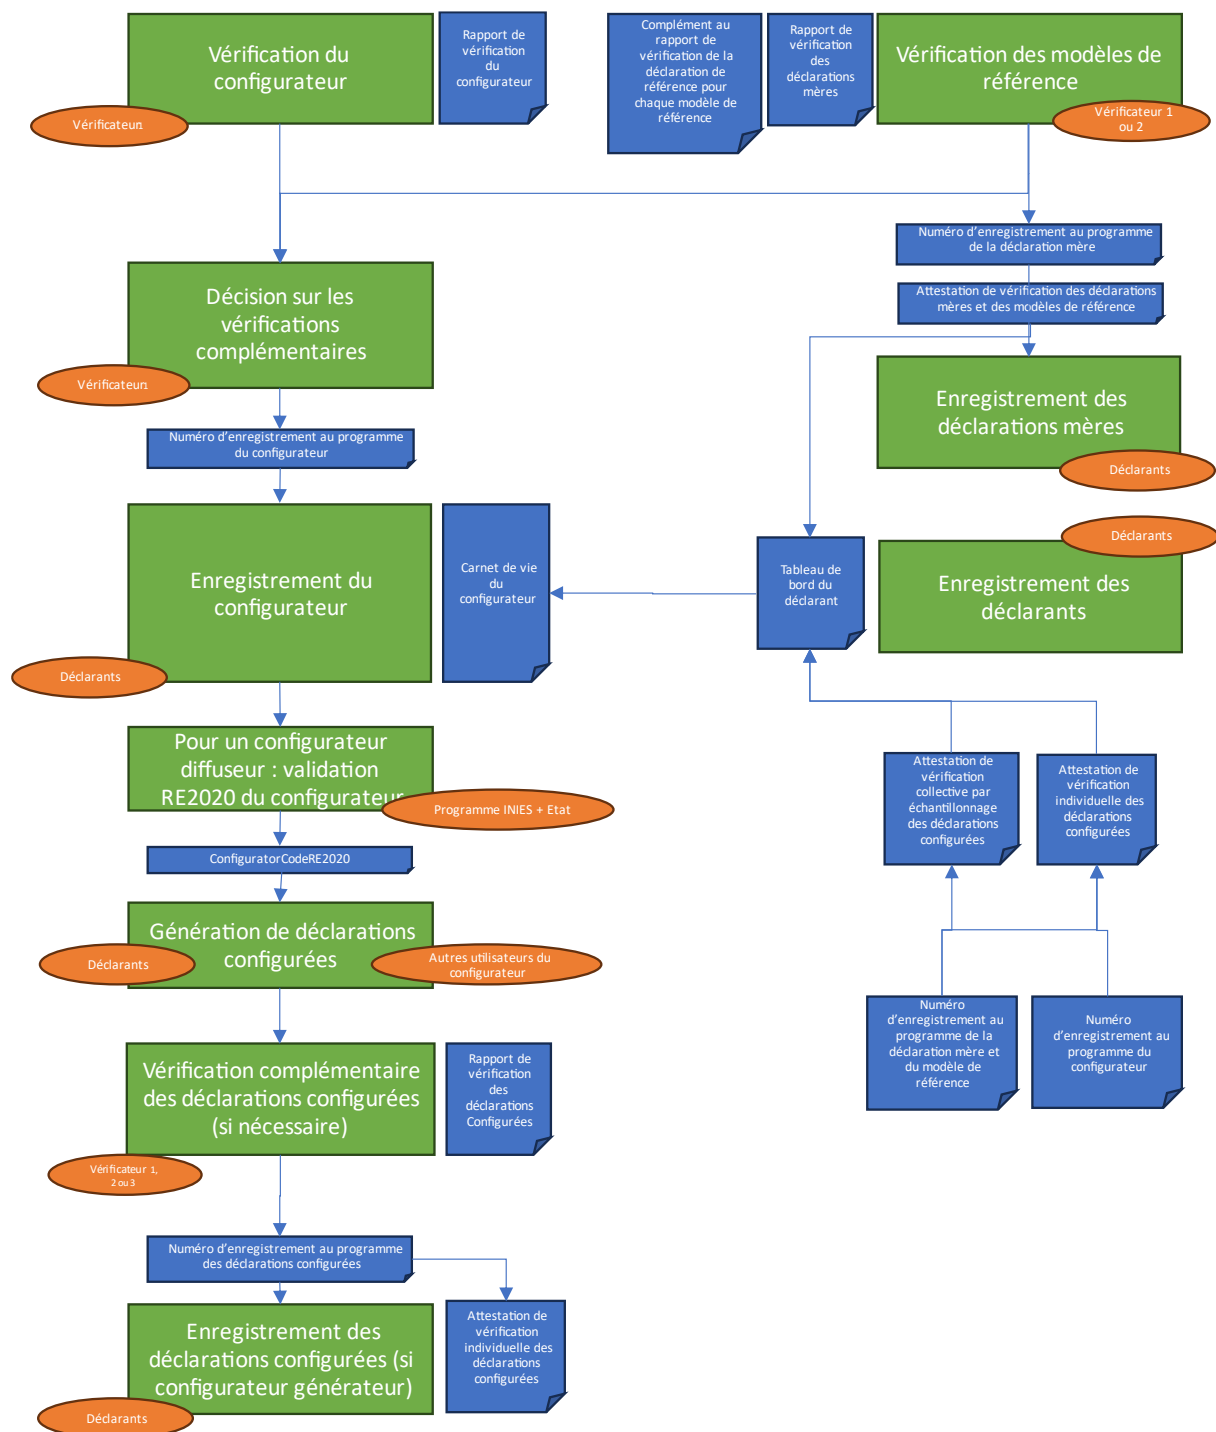 Vérification du
configurateur
Vérificateur1
Rapport de
vérification
du
configurateur
Complément au
rapport de
vérification de la
déclaration de
référence pour
chaque modèle de
référence
Rapport de
vérification
des
déclarations
mères
Vérification des modèles de
référence
Vérificateur 1
ou 2
Numéro d'enregistrement au programme
de la déclaration mère
Attestation de vérification des déclarations
mères et des modèles de référence
Décision sur les
vérifications
complémentaires
Vérificateur1
Numéro d'enregistrement au programme
du configurateur
Enregistrement des
déclarations mères
Déclarants
Enregistrement du
configurateur
Déclarants
Carnet de vie
du
configurateur
Tableau de
bord du
déclarant
Déclarants
Enregistrement des
déclarants
Pour un configurateur
diffuseur : validation
RE2020 du configurateur
Programme INIES + Etat
ConfiguratorCodeRE2020
Attestation de
vérification
collective par
échantillonnage
des déclarations
configurées
Attestation de
vérification
individuelle des
déclarations
configurées
Génération de déclarations
configurées
Déclarants
Autres utilisateurs du
configurateur
Numéro
d'enregistrement au
programme de la
déclaration mère et
du modèle de
référence
Numéro
d'enregistrement au
programme du
configurateur
Vérification complémentaire
des déclarations configurées
(si nécessaire)
Vérificateur 1,
2 ou 3
Rapport de
vérification
des
déclarations
Configurées
Numéro d'enregistrement au programme
des déclarations configurées
Enregistrement des
déclarations configurées (si
configurateur générateur)
Déclarants
Attestation de
vérification
individuelle des
déclarations
configurées